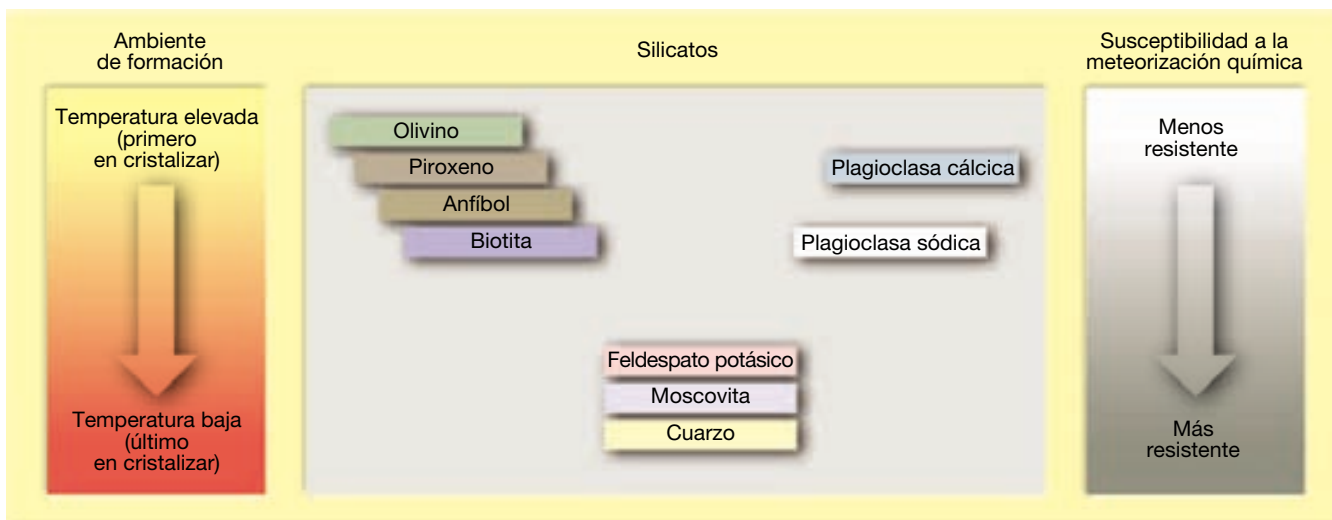 Ambiente
de formación
Silicatos
Susceptibilidad a la
meteorización química
Temperatura elevada
(primero
en cristalizar)
Temperatura baja
(último
en cristalizar)
Olivino
Piroxeno
Anfíbol
Biotita
Plagioclasa cálcica
Plagioclasa sódica
Feldespato potásico
Moscovita
Cuarzo
Menos
resistente
Más
resistente